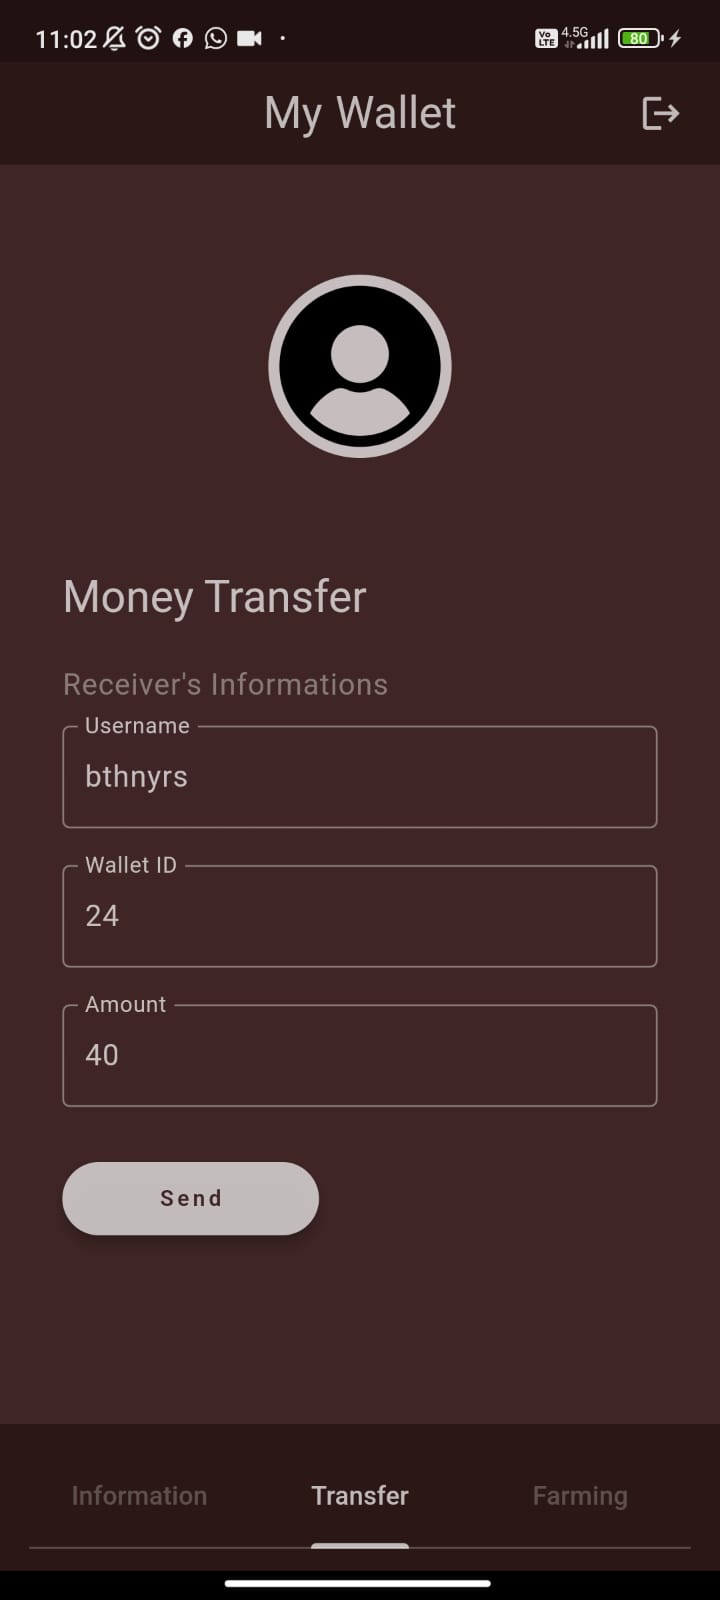 11:02 VoLTE 4.5G 80
My Wallet
Money Transfer
Receiver's Informations
Username
bthnyrs
Wallet ID
24
Amount
40
Send
Information Transfer Farming